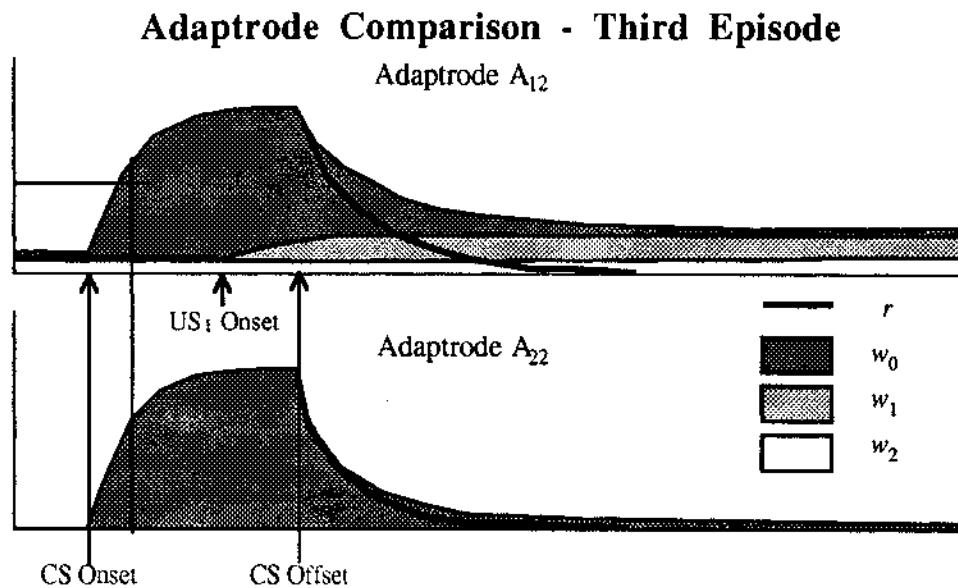 Adaptrode Comparison - Third Episode
Adaptrode A12
US1 Onset
Adaptrode A22
r
w0
w1
w2
CS Onset
CS Offset